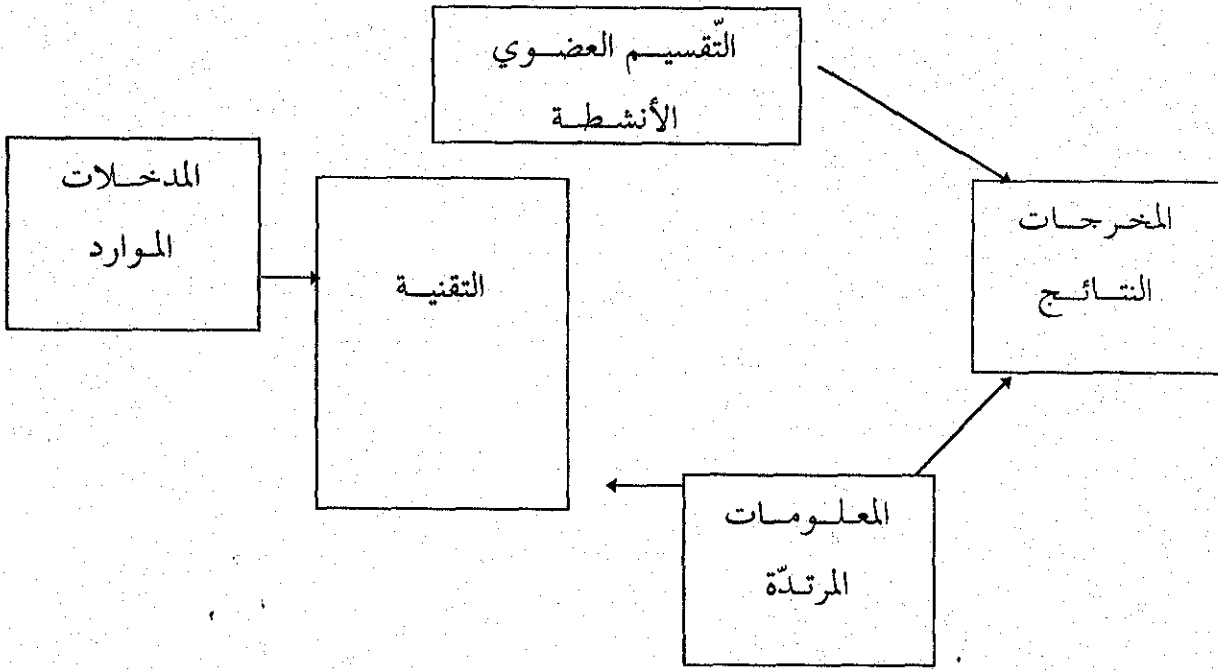 التّقسيم العضوي
الأنشطة
المدخلات
الموارد
التقنية
المخرجات
النتائج
المعلومات
المرتدّة